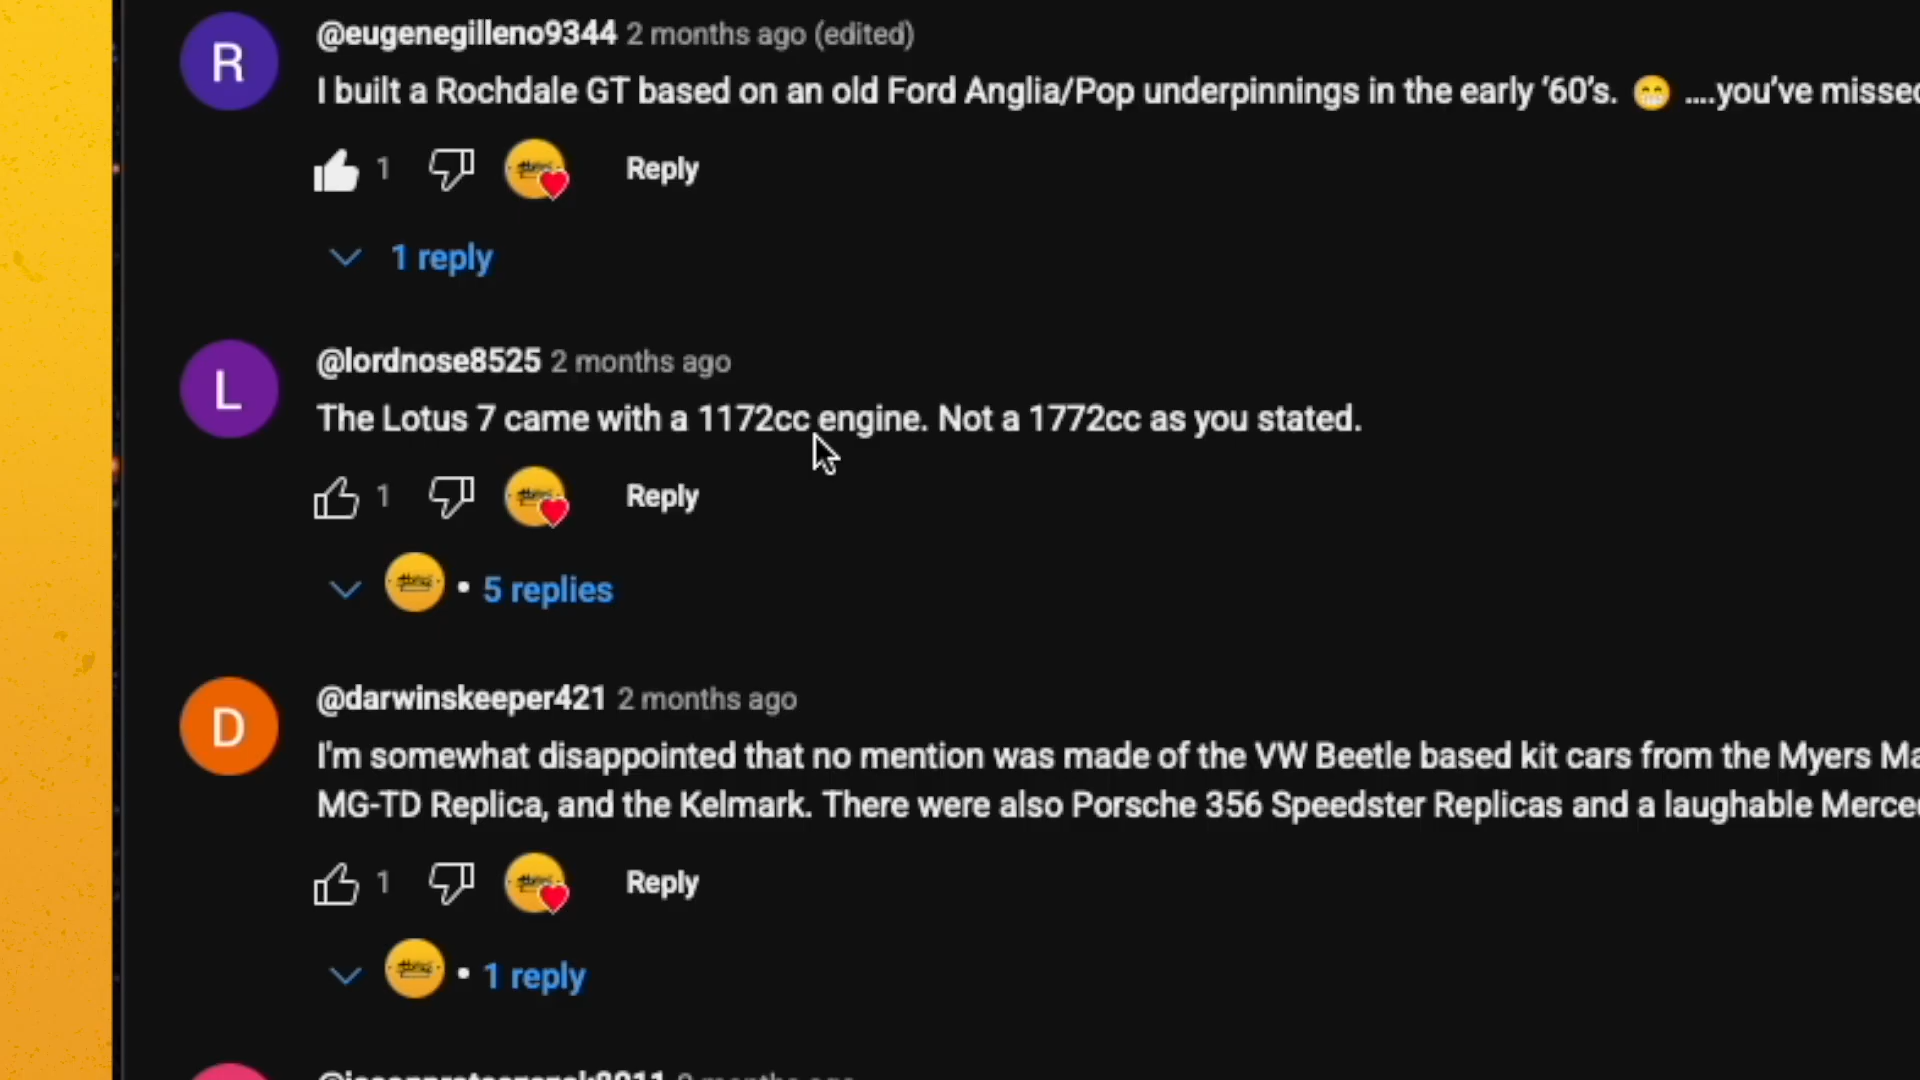 R
@eugenegilleno9344 2 months ago (edited)
I built a Rochdale GT based on an old Ford Anglia/Pop underpinnings in the early ‘60’s. 😁 ....you’ve missed
1 Reply
1 reply
L
@lordnose8525 2 months ago
The Lotus 7 came with a 1172cc engine. Not a 1772cc as you stated.
1 Reply
• 5 replies
D
@darwinskeeper421 2 months ago
I'm somewhat disappointed that no mention was made of the VW Beetle based kit cars from the Myers Ma
MG-TD Replica, and the Kelmark. There were also Porsche 356 Speedster Replicas and a laughable Merce
1 Reply
• 1 reply